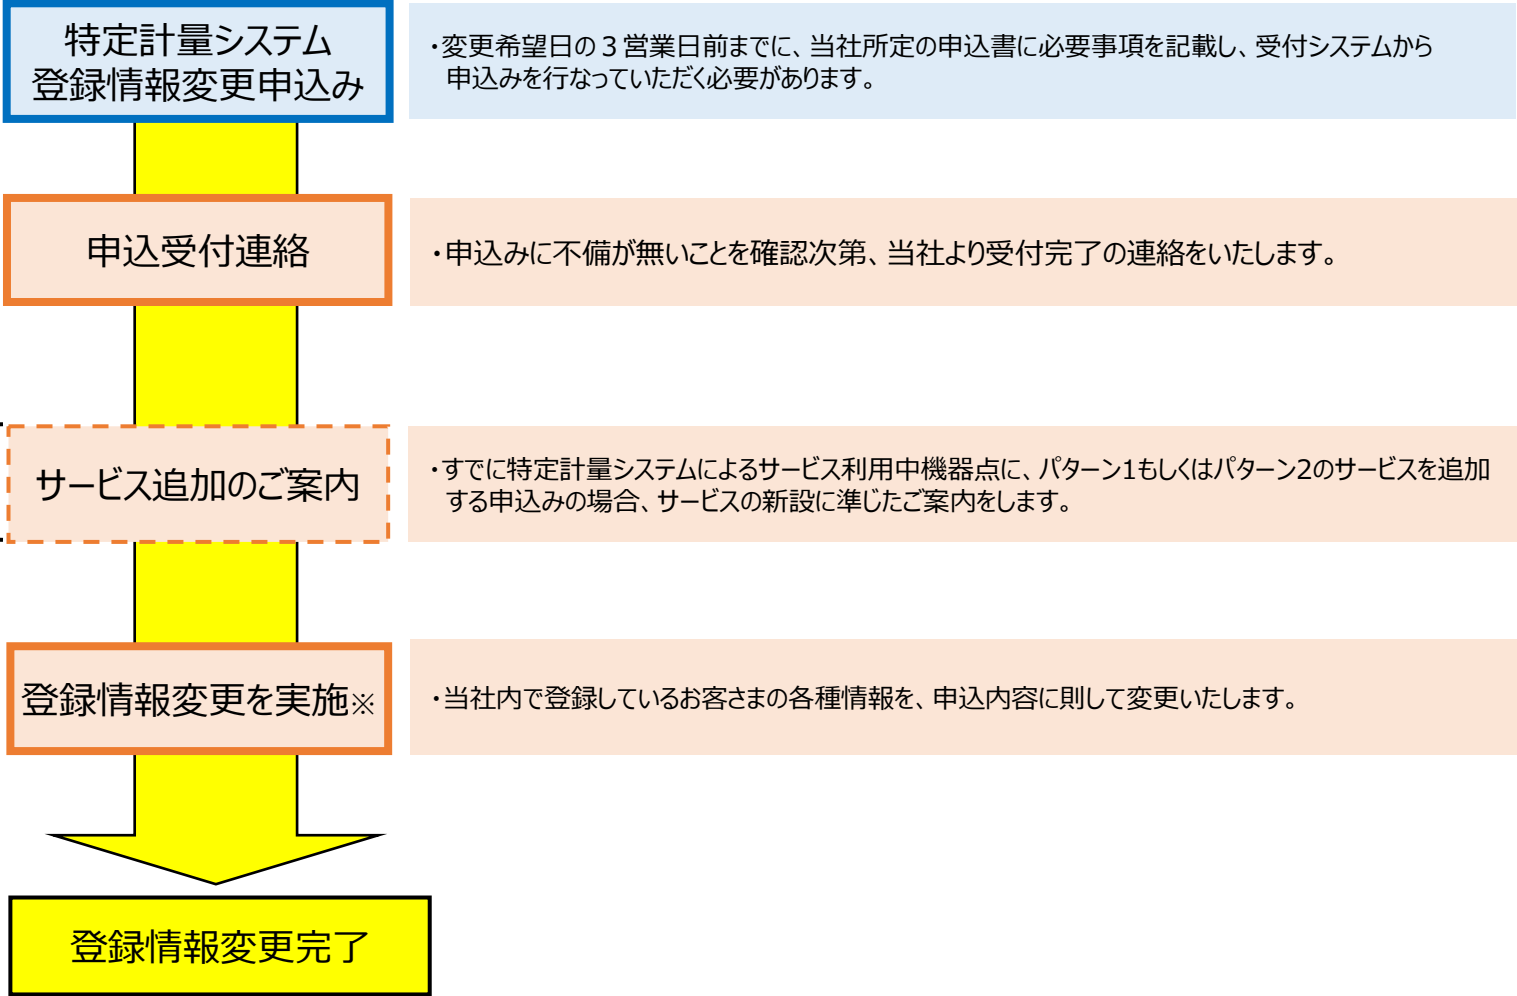 特定計量システム
登録情報変更申込み
・変更希望日の３営業日前までに、当社所定の申込書に必要事項を記載し、受付システムから
申込みを行なっていただく必要があります。
申込受付連絡
・申込みに不備が無いことを確認次第、当社より受付完了の連絡をいたします。
サービス追加のご案内
・すでに特定計量システムによるサービス利用中機器点に、パターン1もしくはパターン2のサービスを追加
する申込みの場合、サービスの新設に準じたご案内をします。
登録情報変更を実施※
・当社内で登録しているお客さまの各種情報を、申込内容に則して変更いたします。
登録情報変更完了